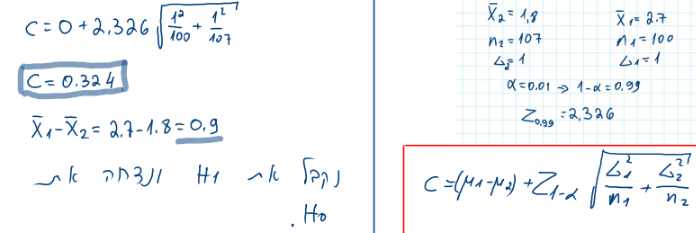 C = 0 + 2,326 √(1²/100 + 1²/107)
C = 0.324
X̄1 - X̄2 = 2.7 - 1.8 = 0,9
נקבל את H1 ונדחה את
H0.
X̄2 = 1,8   X̄1 = 2.7
n2 = 107   n1 = 100
σ2 = 1   σ1 = 1
α = 0.01 → 1-α = 0.99
Z0,99 = 2,326
C = (μ1-μ2) + Z1-α √(σ1²/n1 + σ2²/n2)